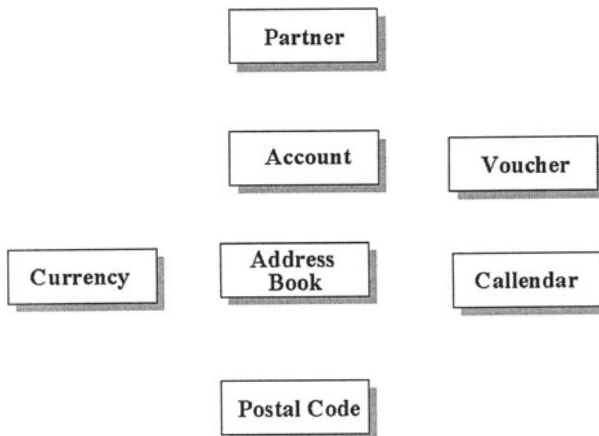 Partner
Account
Voucher
Currency
Address
Book
Callendar
Postal Code